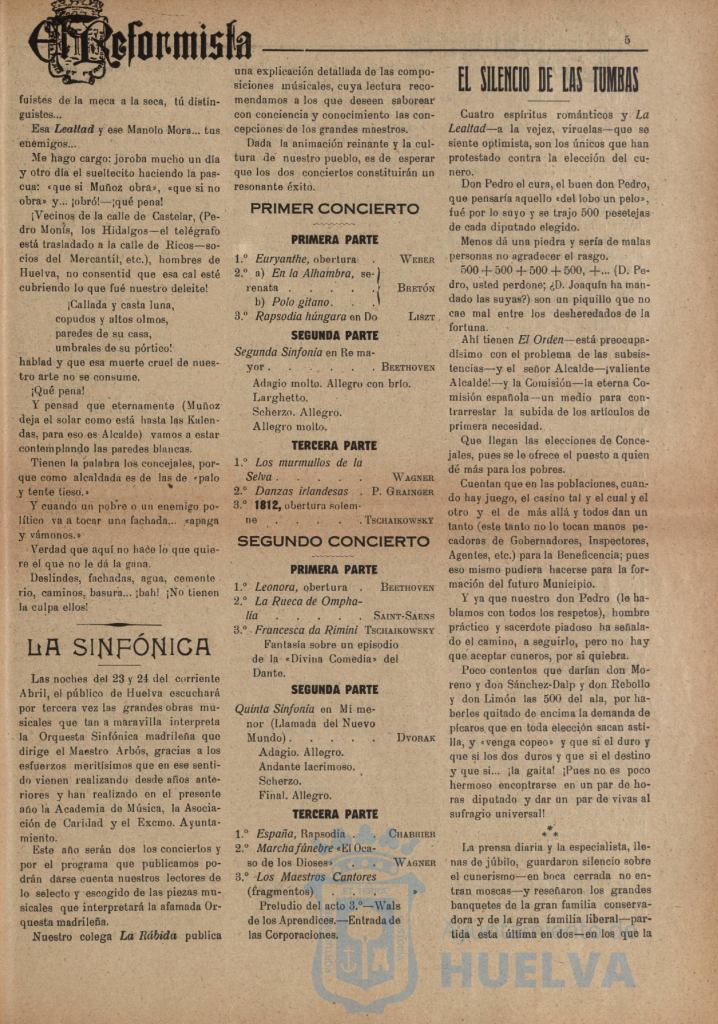 El Reformista
5
fuistes de la meca a la seca, tú distin-
guistes...
Esa Lealtad y ese Manolo Mora... tus
enemigos...
Me hago cargo: joroba mucho un día
y otro día el sueltecito haciendo la pas-
cua: «que si Muñoz obra», «que si no
obra» y... ¡obró!—¡qué pena!
¡Vecinos de la calle de Castelar, (Pe-
dro Monis, los Hidalgos—el telégrafo
está trasladado a la calle de Ricos—so-
cios del Mercantil, etc.), hombres de
Huelva, no consentid que esa cal esté
cubriendo lo que fué nuestro deleite!
¡Callada y casta luna,
copudos y altos olmos,
paredes de su casa,
umbrales de su pórtico!
hablad y que esa muerte cruel de nues-
tro arte no se consume.
¡Qué pena!
Y pensad que eternamente (Muñoz
deja el solar como está hasta las Kulen-
das, para eso es Alcalde) vamos a estar
contemplando las paredes blancas.
Tienen la palabra los concejales, por-
que como alcaldada es de las de «palo
y tente tieso.»
Y cuando un pobre o un enemigo po-
lítico va a tocar una fachada... «apaga
y vámonos.»
Verdad que aquí no hace lo que quie-
re el que no le dá la gana.
Deslindes, fachadas, agua, cemente
rio, caminos, basura... ¡bah! ¡No tienen
la culpa ellos!
LA SINFÓNICA
Las noches del 23 y 24 del corriente
Abril, el público de Huelva escuchará
por tercera vez las grandes obras mu-
sicales que tan a maravilla interpreta
la Orquesta Sinfónica madrileña que
dirige el Maestro Arbós, gracias a los
esfuerzos meritísimos que en ese senti-
do vienen realizando desde años ante-
riores y han realizado en el presente
año la Academia de Música, la Asocia-
ción de Caridad y el Excmo. Ayunta-
miento.
Este año serán dos los conciertos y
por el programa que publicamos po-
drán darse cuenta nuestros lectores de
lo selecto y escogido de las piezas mu-
sicales que interpretará la afamada Or-
questa madrileña.
Nuestro colega La Rábida publica
una explicación detallada de las compo-
siciones músicales, cuya lectura reco-
mendamos a los que deseen saborear
con conciencia y conocimiento las con-
cepciones de los grandes maestros.
Dada la animación reinante y la cul-
tura de nuestro pueblo, es de esperar
que los dos conciertos constituirán un
resonante éxito.
PRIMER CONCIERTO
PRIMERA PARTE
1.º Euryanthe, obertura . WEBER
2.º a) En la Alhambra, se-
renata . . . . . BRETÓN
b) Polo gitano. . .
3.º Rapsodia húngara en Do LISZT
SEGUNDA PARTE
Segunda Sinfonía en Re ma-
yor . . . . . . BEETHOVEN
Adagio molto. Allegro con brío.
Larghetto.
Scherzo. Allegro.
Allegro molto.
TERCERA PARTE
1.º Los murmullos de la
Selva . . . . . WAGNER
2.º Danzas irlandesas . P. GRAINGER
3.º 1812, obertura solem-
ne . . . . . TSCHAIKOWSKY
SEGUNDO CONCIERTO
PRIMERA PARTE
1.º Leonora, obertura . BEETHOVEN
2.º La Rueca de Ompha-
lía . . . . . SAINT-SAENS
3.º Francesca da Rimini TSCHAIKOWSKY
Fantasía sobre un episodio
de la «Divina Comedia» del
Dante.
SEGUNDA PARTE
Quinta Sinfonía en Mi me-
nor (Llamada del Nuevo
Mundo) . . . . . DVORAK
Adagio. Allegro.
Andante lacrimoso.
Scherzo.
Final. Allegro.
TERCERA PARTE
1.º España, Rapsodia . . CHABHIER
2.º Marcha fúnebre «El Oca-
so de los Dioses» . . WAGNER
3.º Los Maestros Cantores
(fragmentos) . . . . »
Preludio del acto 3.º—Wals
de los Aprendices.—Entrada de
las Corporaciones.
EL SILENCIO DE LAS TUMBAS
Cuatro espíritus románticos y La
Lealtad—a la vejez, viruelas—que se
siente optimista, son los únicos que han
protestado contra la elección del cu-
nero.
Don Pedro el cura, el buen don Pedro,
que pensaría aquello «del lobo un pelo»,
fué por lo suyo y se trajo 500 pesetejas
de cada diputado elegido.
Menos dá una piedra y sería de malas
personas no agradecer el rasgo.
500 + 500 + 500 + 500, +... (D. Pe-
dro, usted perdone; ¿D. Joaquín ha man-
dado las suyas?) son un piquillo que no
cae mal entre los desheredados de la
fortuna.
Ahí tienen El Orden—está preocupa-
dísimo con el problema de las subsis-
tencias—y el señor Alcalde—¡valiente
Alcalde!—y la Comisión—la eterna Co-
misión española—un medio para con-
trarrestar la subida de los artículos de
primera necesidad.
Que llegan las elecciones de Conce-
jales, pues se le ofrece el puesto a quien
dé más para los pobres.
Cuentan que en las poblaciones, cuan-
do hay juego, el casino tal y el cual y el
otro y el de más allá y todos dan un
tanto (este tanto no lo tocan manos pe-
cadoras de Gobernadores, Inspectores,
Agentes, etc.) para la Beneficencia; pues
eso mismo pudiera hacerse para la for-
mación del futuro Municipio.
Y ya que nuestro don Pedro (le ha-
blamos con todos los respetos), hombre
práctico y sacerdote piadoso ha señala-
do el camino, a seguirlo, pero no hay
que aceptar cuneros, por si quiebra.
Poco contentos que darían don Mo-
reno y don Sánchez-Dalp y don Rebollo
y don Limón las 500 del ala, por ha-
berles quitado de encima la demanda de
pícaros que en toda elección sacan asti-
lla, y «venga copeo» y que si el duro y
que si los dos duros y que si el destino
y que si... ¡la gaita! ¡Pues no es poco
hermoso encontrarse en un par de ho-
ras diputado y dar un par de vivas al
sufragio universal!
***
La prensa diaria y la especialista, lle-
nas de júbilo, guardaron silencio sobre
el cunerismo—en boca cerrada no en-
tran moscas—y reseñaron los grandes
banquetes de la gran familia conserva-
dora y de la gran familia liberal—par-
tida esta última en dos—en los que la
HUELVA